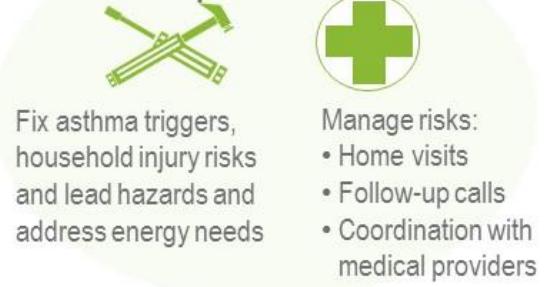 Fix asthma triggers,
household injury risks
and lead hazards and
address energy needs
Manage risks:
• Home visits
• Follow-up calls
• Coordination with
medical providers